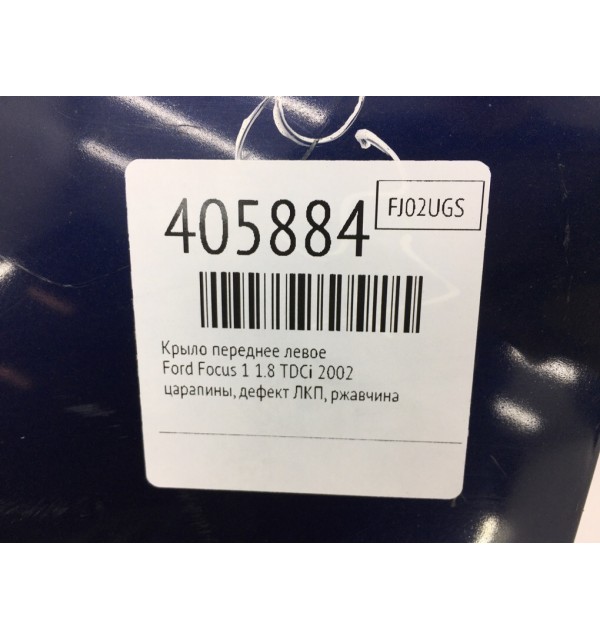 405884
FJ02UGS
Крыло переднее левое
Ford Focus 1 1.8 TDCi 2002
царапины, дефект ЛКП, ржавчина